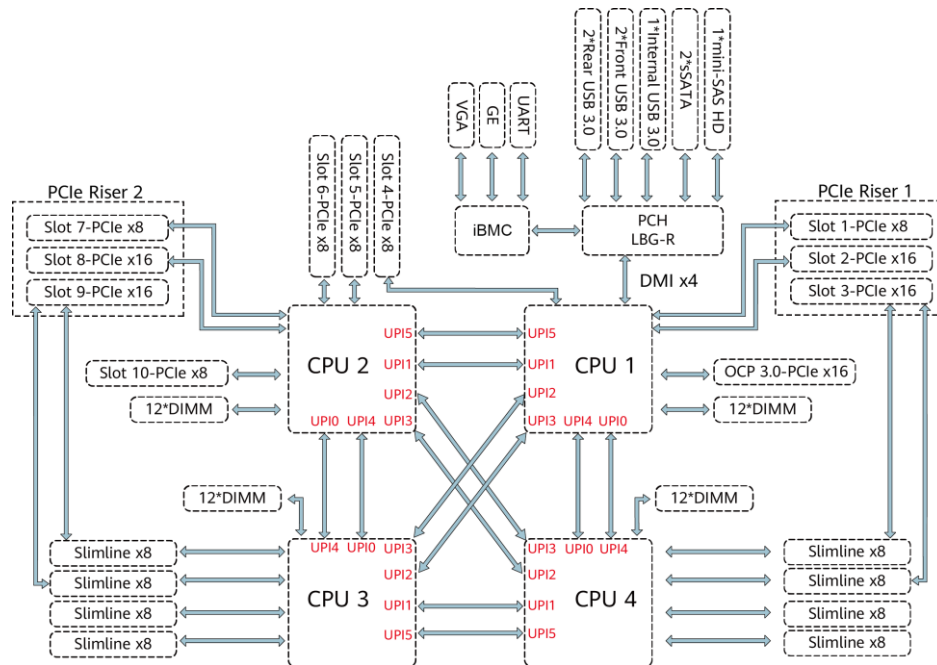 2*Rear USB 3.0
2*Front USB 3.0
1*Internal USB 3.0
2*sSATA
1*mini-SAS HD
VGA
GE
UART
Slot 6-PCIe x8
Slot 5-PCIe x8
Slot 4-PCIe x8
PCIe Riser 2
Slot 7-PCIe x8
Slot 8-PCIe x16
Slot 9-PCIe x16
iBMC
PCH
LBG-R
DMI x4
PCIe Riser 1
Slot 1-PCIe x8
Slot 2-PCIe x16
Slot 3-PCIe x16
CPU 2
UPI5
UPI1
UPI2
UPI0 UPI4 UPI3
UPI5
UPI1
UPI2
UPI3 UPI4 UPI0
CPU 1
Slot 10-PCIe x8
12*DIMM
OCP 3.0-PCIe x16
12*DIMM
12*DIMM
12*DIMM
UPI4 UPI0 UPI3
UPI2
UPI1
UPI5
CPU 3
UPI3 UPI0 UPI4
UPI2
UPI1
UPI5
CPU 4
Slimline x8
Slimline x8
Slimline x8
Slimline x8
Slimline x8
Slimline x8
Slimline x8
Slimline x8